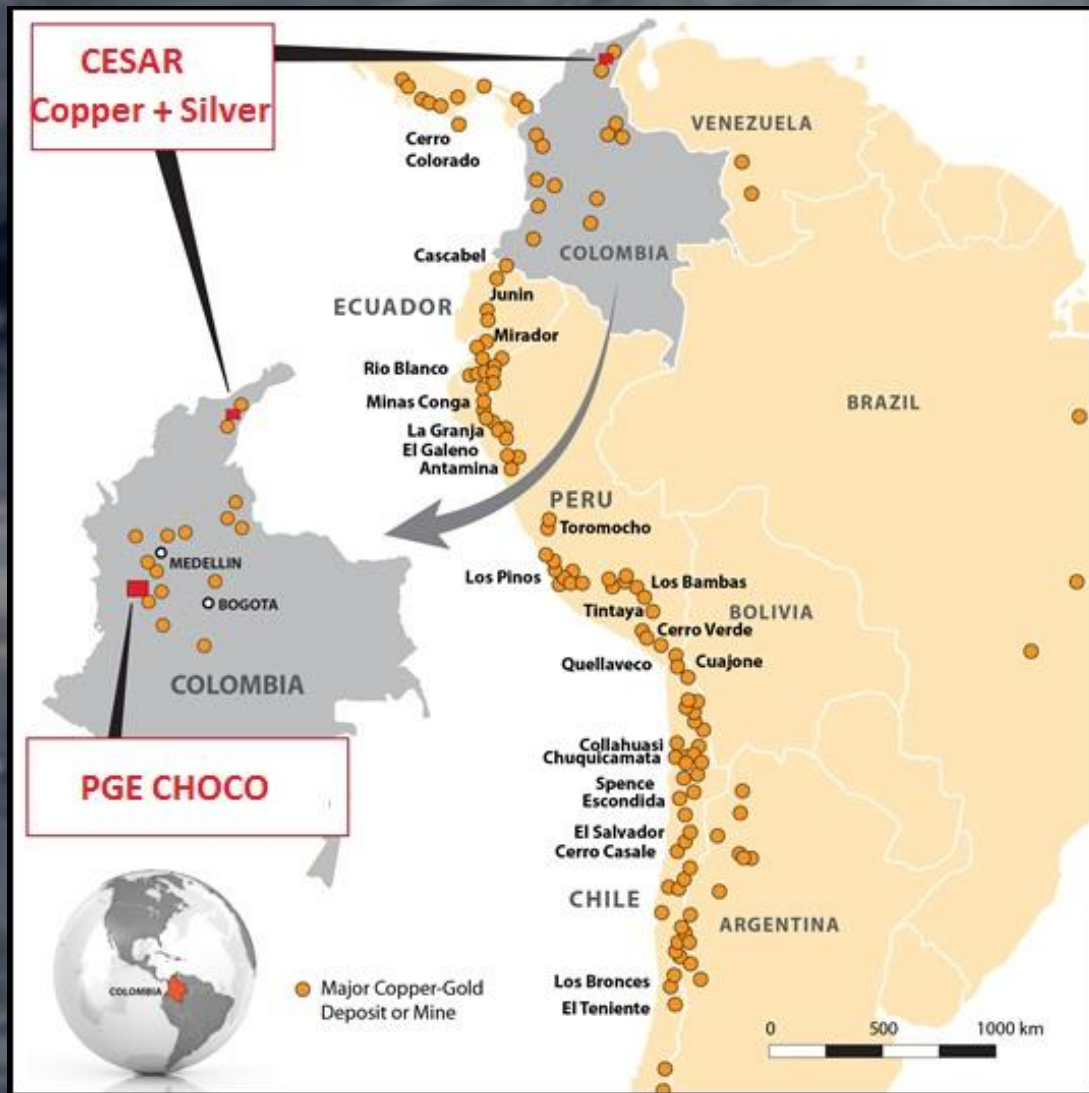 CESAR
Copper + Silver
VENEZUELA
Cerro
Colorado
COLOMBIA
Cascabel
Junin
ECUADOR
Mirador
Rio Blanco
BRAZIL
Minas Conga
La Granja
El Galeno
Antamina
PERU
Toromocho
MEDELLIN
Los Pinos
Los Bambas
BOGOTA
Tintaya
BOLIVIA
Cerro Verde
Quellaveco
Cuajone
COLOMBIA
Collahuasi
Chuquicamata
PGE CHOCO
Spence
Escondida
El Salvador
Cerro Casale
CHILE
ARGENTINA
COLOMBIA
Major Copper-Gold
Deposit or Mine
Los Bronces
El Teniente
0 500 1000 km